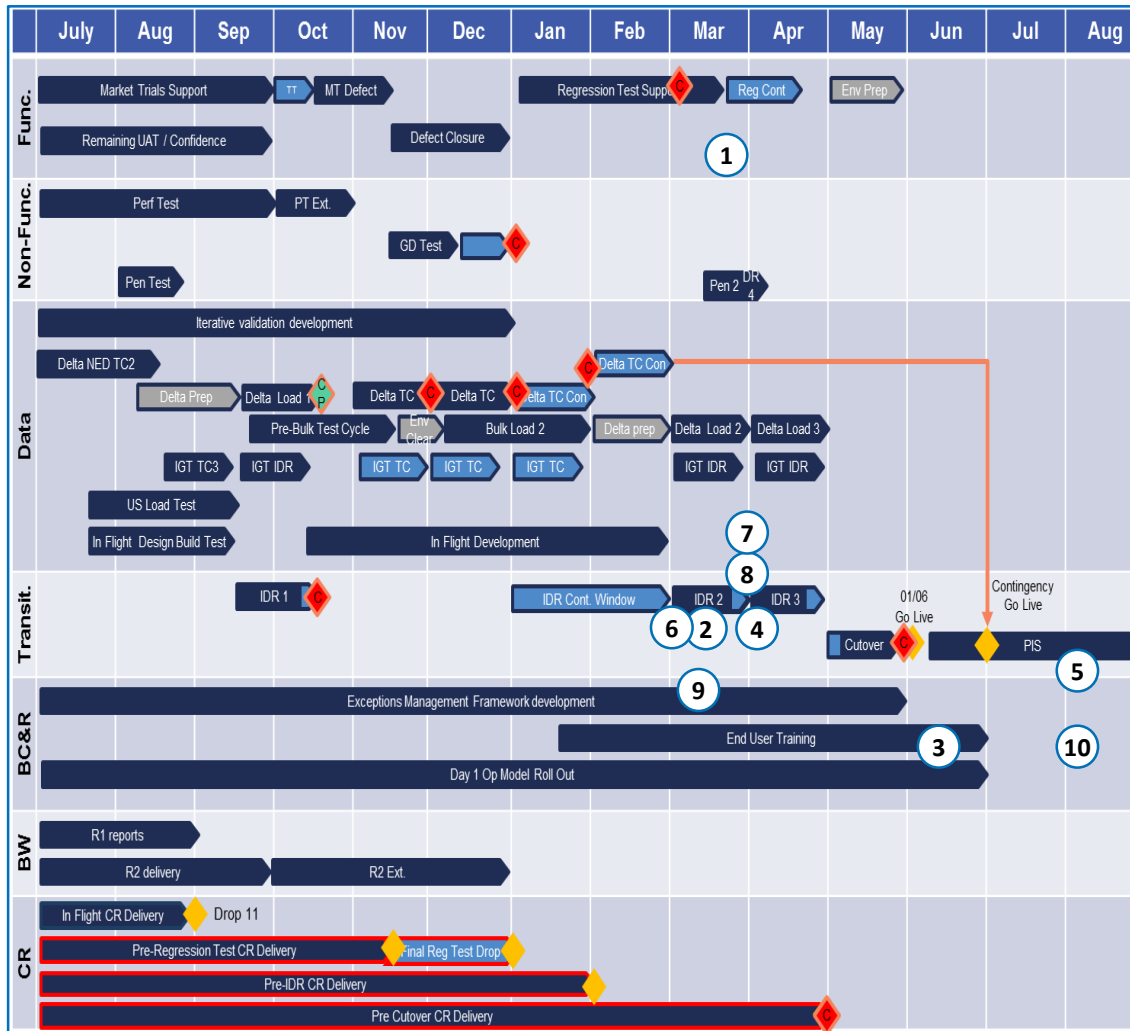 July Aug Sep Oct Nov Dec Jan Feb Mar Apr May Jun Jul Aug
Func.
Market Trials Support
TT
MT Defect
Regression Test Supp
C
Reg Cont
Env Prep
Remaining UAT / Confidence
Defect Closure
1
Non-Func.
Perf Test
PT Ext.
GD Test
C
Pen Test
Pen 2
DR
4
Data
Iterative validation development
Delta NED TC2
C
Delta TC Con
Delta Prep
Delta Load 1
C
P
Delta TC
C
Delta TC
C
Delta TC Con
Pre-Bulk Test Cycle
Env
Clear
Bulk Load 2
Delta prep
Delta Load 2
Delta Load 3
IGT TC3
IGT IDR
IGT TC
IGT TC
IGT TC
IGT IDR
IGT IDR
US Load Test
In Flight Design Build Test
In Flight Development
7
8
Transit.
IDR 1
C
IDR Cont. Window
IDR 2
IDR 3
01/06
Go Live
Contingency
Go Live
6
2
4
Cutover
C
PIS
5
BC&R
Exceptions Management Framework development
9
End User Training
3
10
Day 1 Op Model Roll Out
BW
R1 reports
R2 delivery
R2 Ext.
CR
In Flight CR Delivery
Drop 11
Pre-Regression Test CR Delivery
Final Reg Test Drop
Pre-IDR CR Delivery
Pre Cutover CR Delivery
C